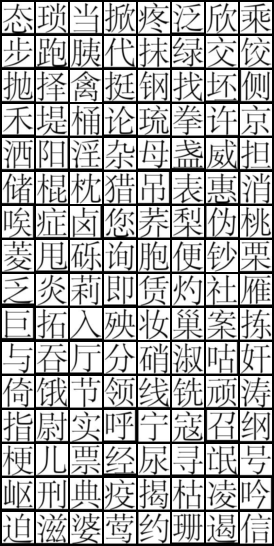 态琐当掀疼泛欣乘
步跑胰代抹绿交饺
抛择禽挺钢找坯侧
禾堤桶论琉拳许京
洒阳淫杂母盏威担
储棍枕猎吊表惠消
唉症卤您荞梨伪桃
菱甩砾询胞便钞栗
乏炎莉即赁灼社雁
巨拓入殃妆巢案拣
与吞厅分硝淑咕奸
倚饿节领线铣顽涛
指尉实呼宁寇召纲
梗儿票经尿寻氓号
岖刑典疫揭枯凌吟
迫滋婆莺约珊遏信